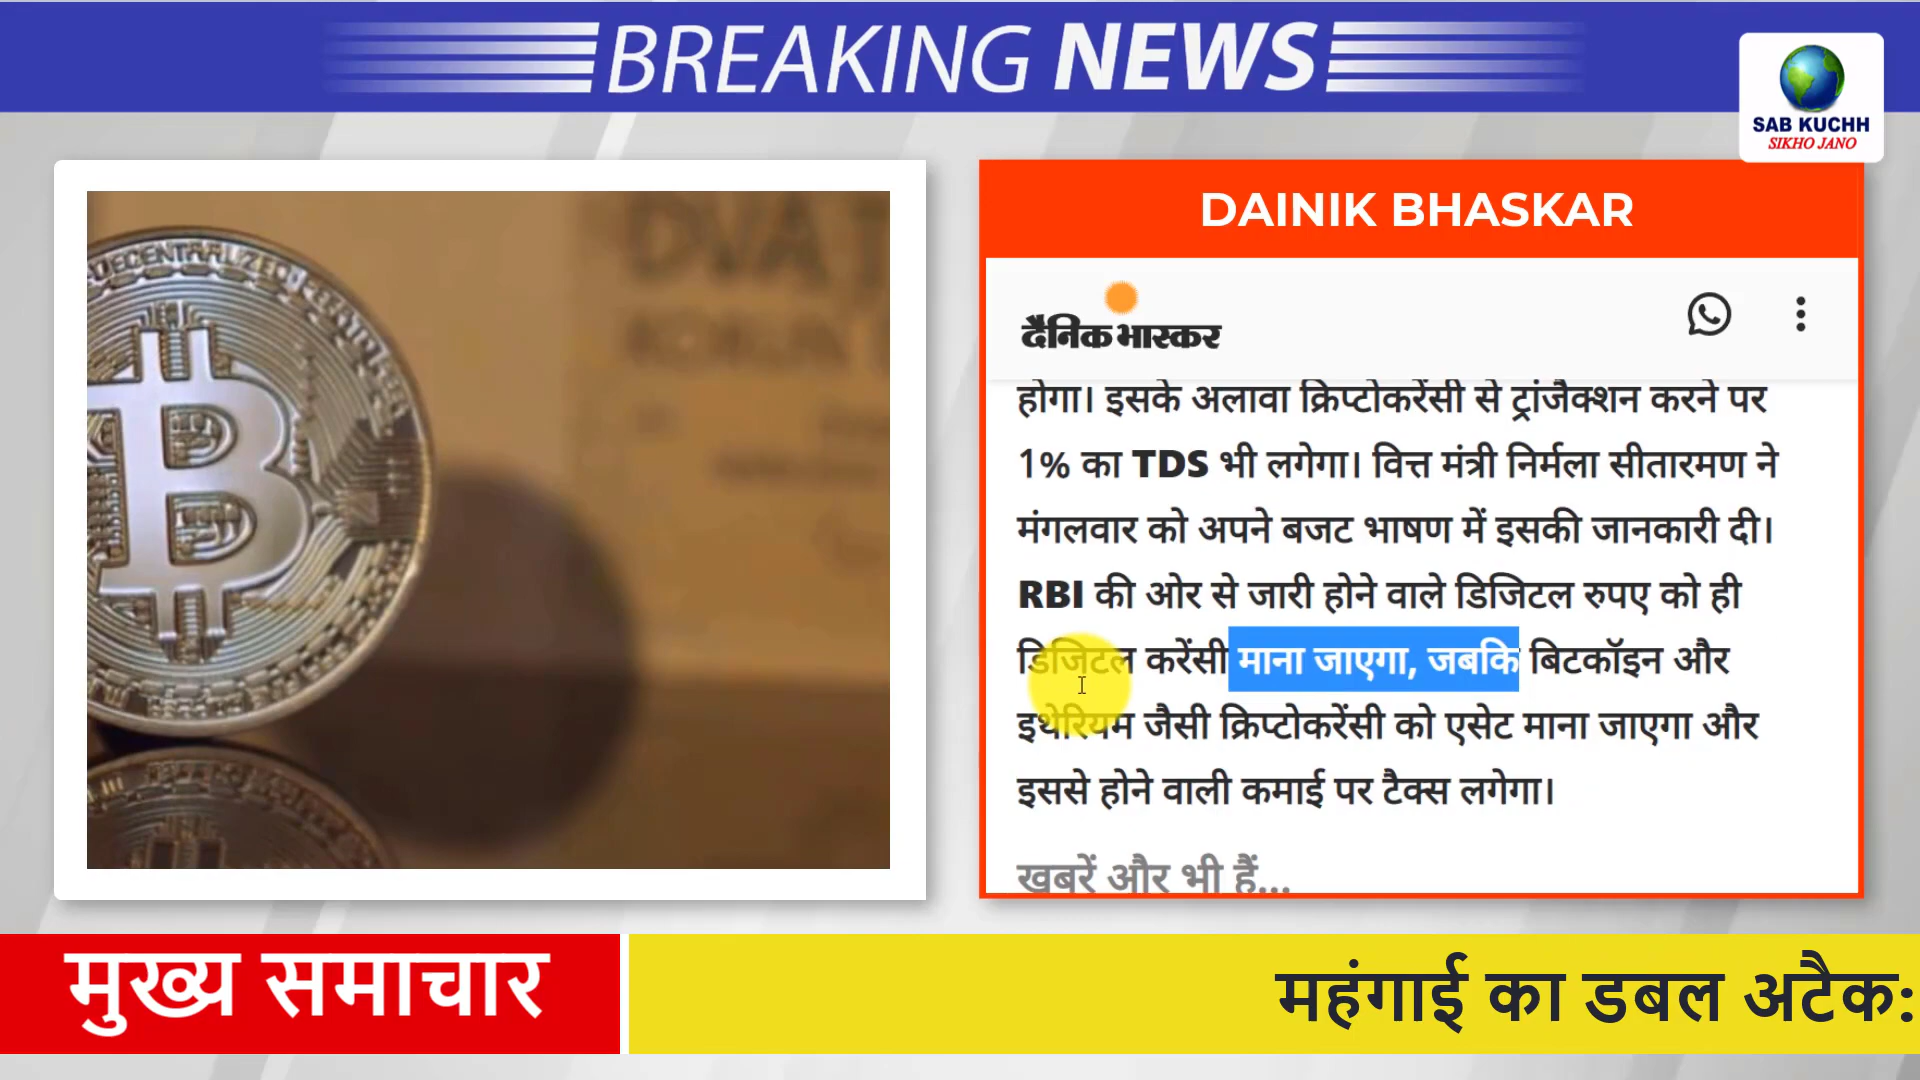 BREAKING NEWS
SAB KUCHH
SIKHO JANO
DECENTRALIZED
DAINIK BHASKAR
दैनिक भास्कर
होगा। इसके अलावा क्रिप्टोकरेंसी से ट्रांजैक्शन करने पर
1% का TDS भी लगेगा। वित्त मंत्री निर्मला सीतारमण ने
मंगलवार को अपने बजट भाषण में इसकी जानकारी दी।
RBI की ओर से जारी होने वाले डिजिटल रुपए को ही
डिजिटल करेंसी माना जाएगा, जबकि बिटकॉइन और
इथेरियम जैसी क्रिप्टोकरेंसी को एसेट माना जाएगा और
इससे होने वाली कमाई पर टैक्स लगेगा।
खबरें और भी हैं...
मुख्य समाचार
महंगाई का डबल अटैक: